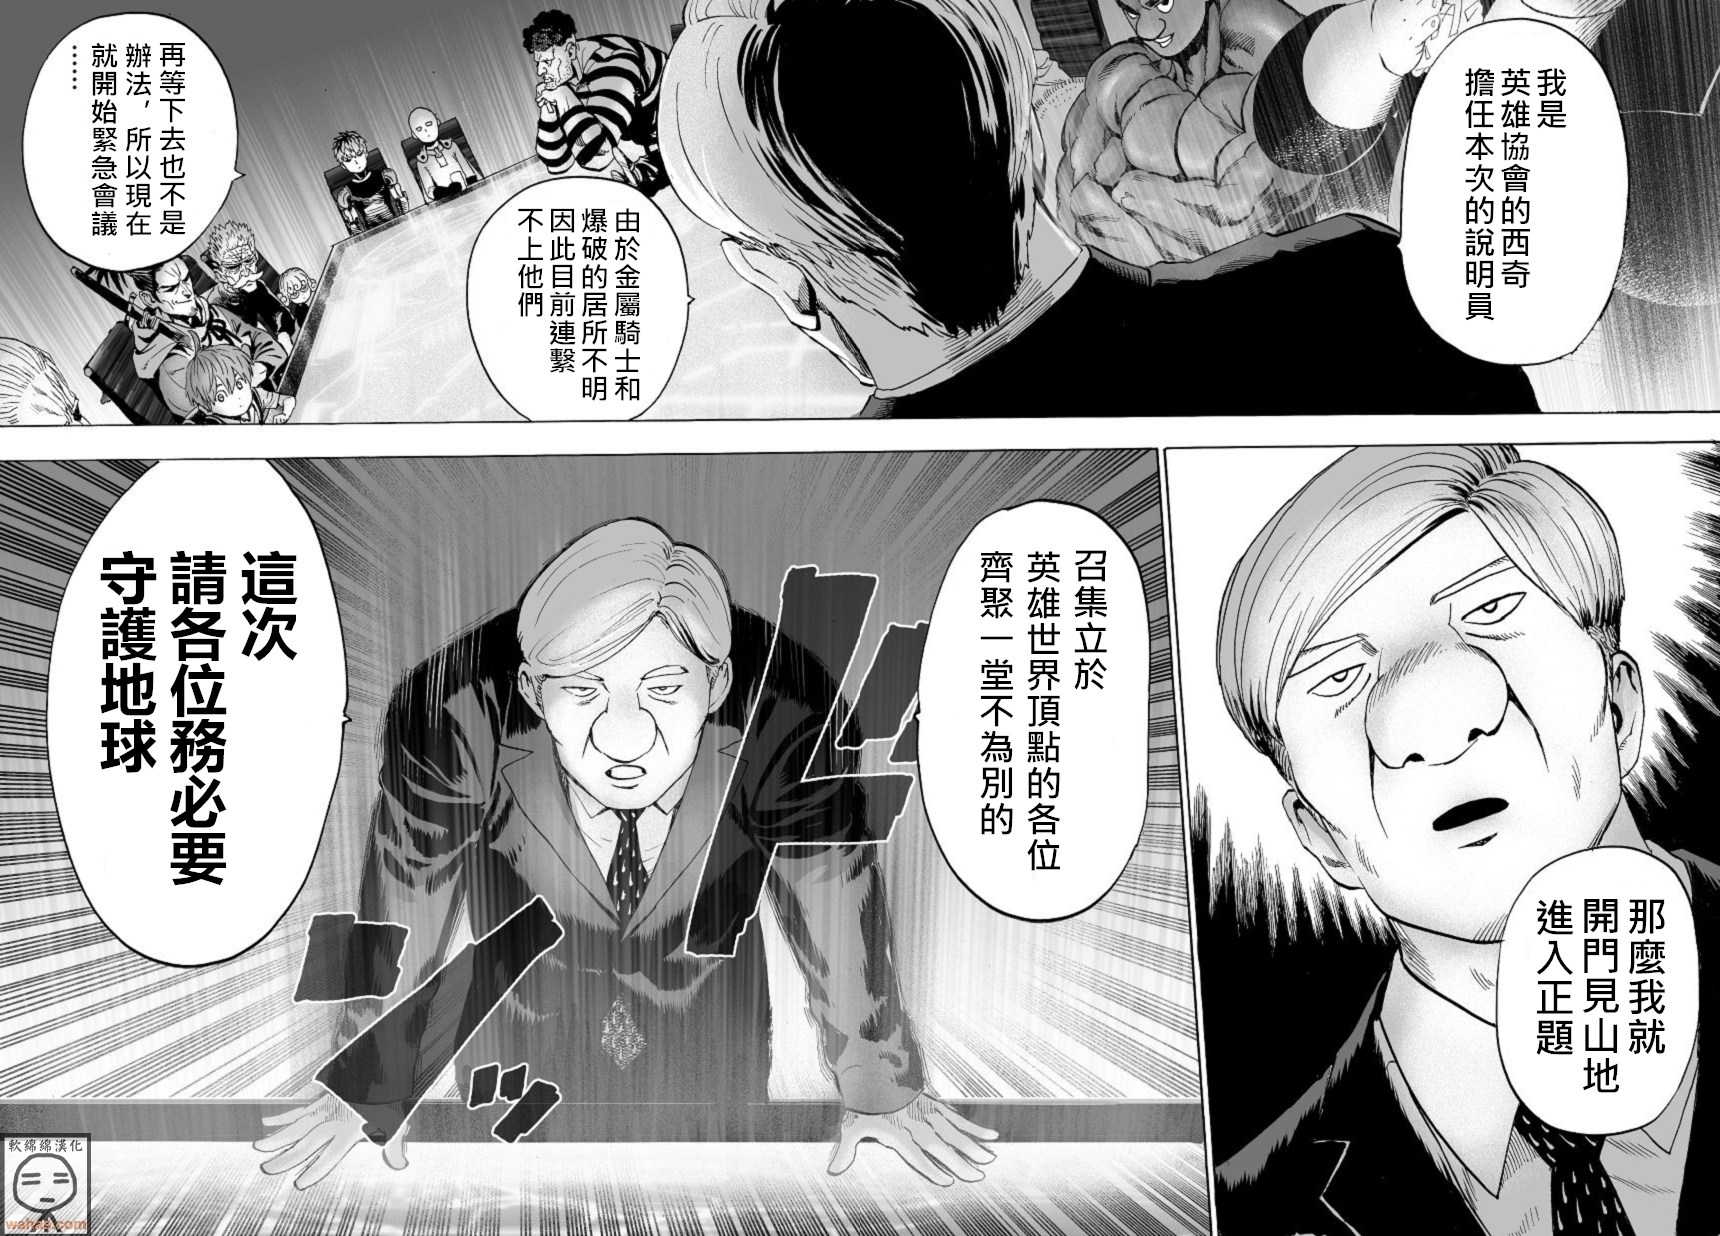 我是
英雄協會的西奇
擔任本次的說明員
由於金屬騎士和
爆破的居所不明
因此目前連繫
不上他們
再等下去也不是
辦法，所以現在
就開始緊急會議
……
那麼我就
開門見山地
進入正題
召集立於
英雄世界頂點的各位
齊聚一堂不為別的
這次
請各位務必要
守護地球
ドドンッ
軟綿綿漢化
wahas.com